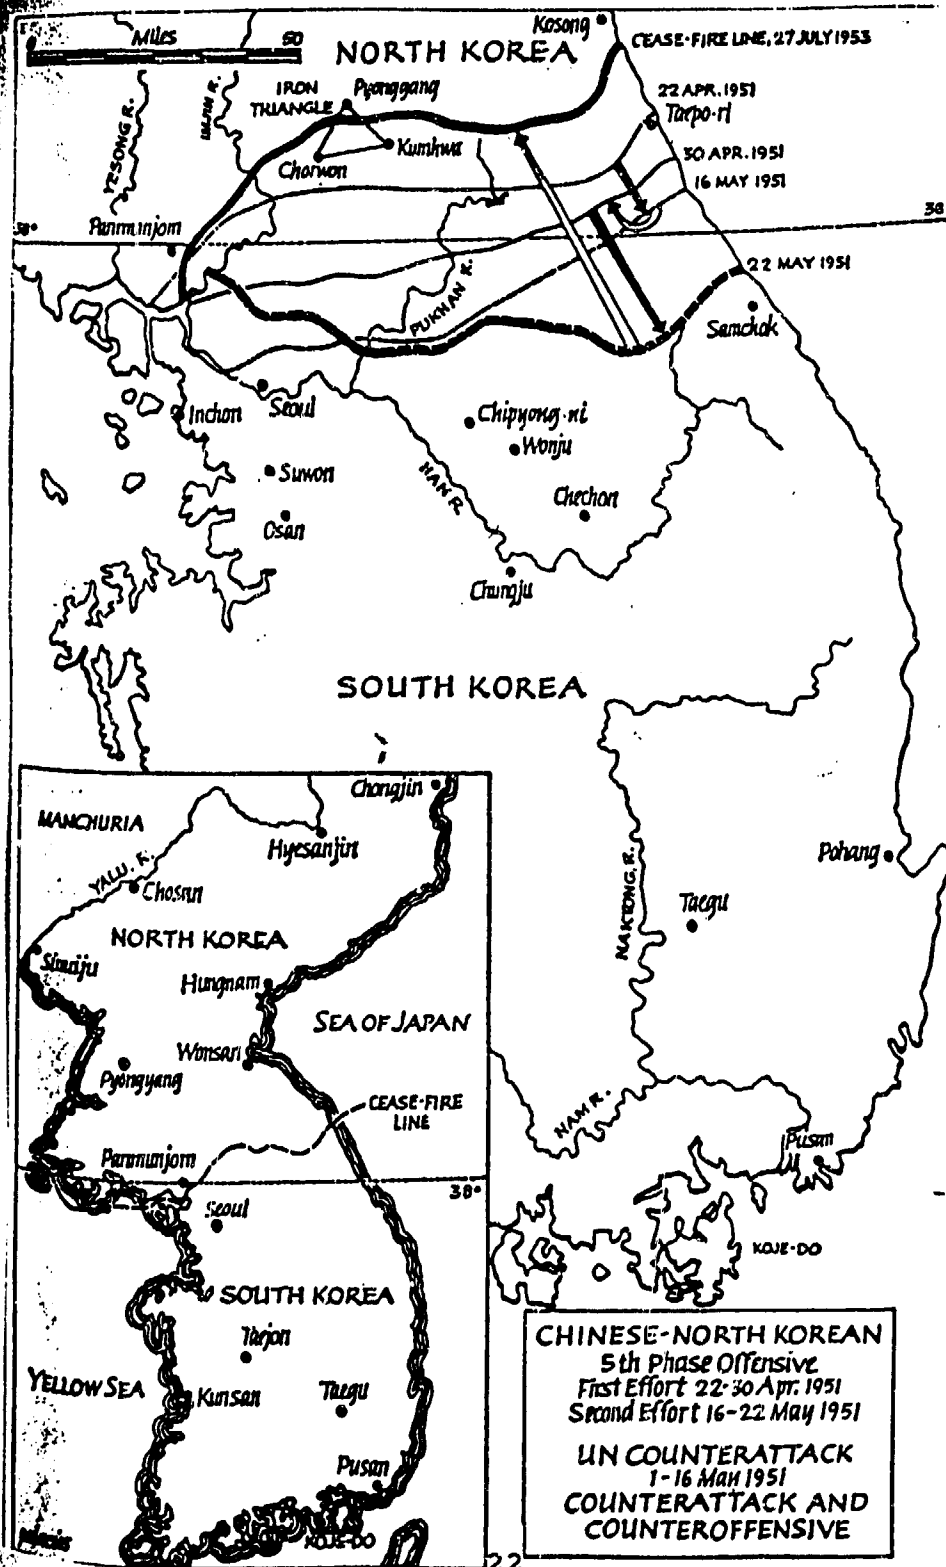 Miles 50
NORTH KOREA
Kosong
CEASE-FIRE LINE, 27 JULY 1953
IRON
TRIANGLE
Pyonggang
22 APR. 1951
Taepo-ri
YESONG R.
IMJIN R.
Kumhwa
Chorwon
30 APR. 1951
16 MAY 1951
38°
Panmunjom
38
22 MAY 1951
PUKHAN R.
Samchok
Inchon
Seoul
Chipyong-ni
Wonju
Suwon
HAN R.
Chechon
Osan
Chungju
SOUTH KOREA
Chongjin
MANCHURIA
Hyesanjin
YALU R.
Chosan
NORTH KOREA
Sinuiju
Hungnam
SEA OF JAPAN
Wonsan
Pyongyang
CEASE-FIRE
LINE
Panmunjom
38°
Seoul
SOUTH KOREA
Taejon
YELLOW SEA
Kunsan
Taegu
Pusan
KOJE-DO
Pohang
NAKTONG R.
Taegu
NAM R.
Pusan
KOJE-DO
CHINESE-NORTH KOREAN
5th Phase Offensive
First Effort 22-30 Apr. 1951
Second Effort 16-22 May 1951
UN COUNTERATTACK
1-16 May 1951
COUNTERATTACK AND
COUNTEROFFENSIVE
22